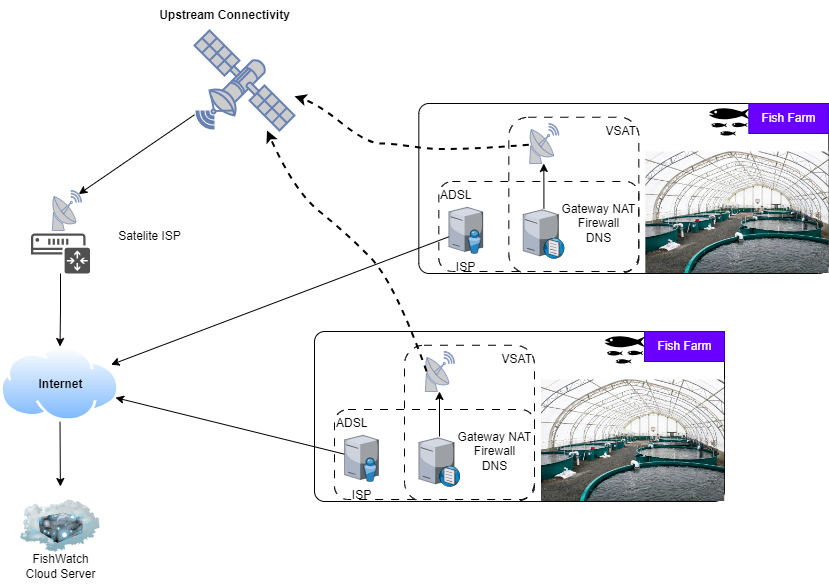 Upstream Connectivity
Fish Farm
VSAT
ADSL
Gateway NAT
Firewall
DNS
ISP
Satelite ISP
Fish Farm
VSAT
Internet
ADSL
Gateway NAT
Firewall
DNS
ISP
FishWatch
Cloud Server